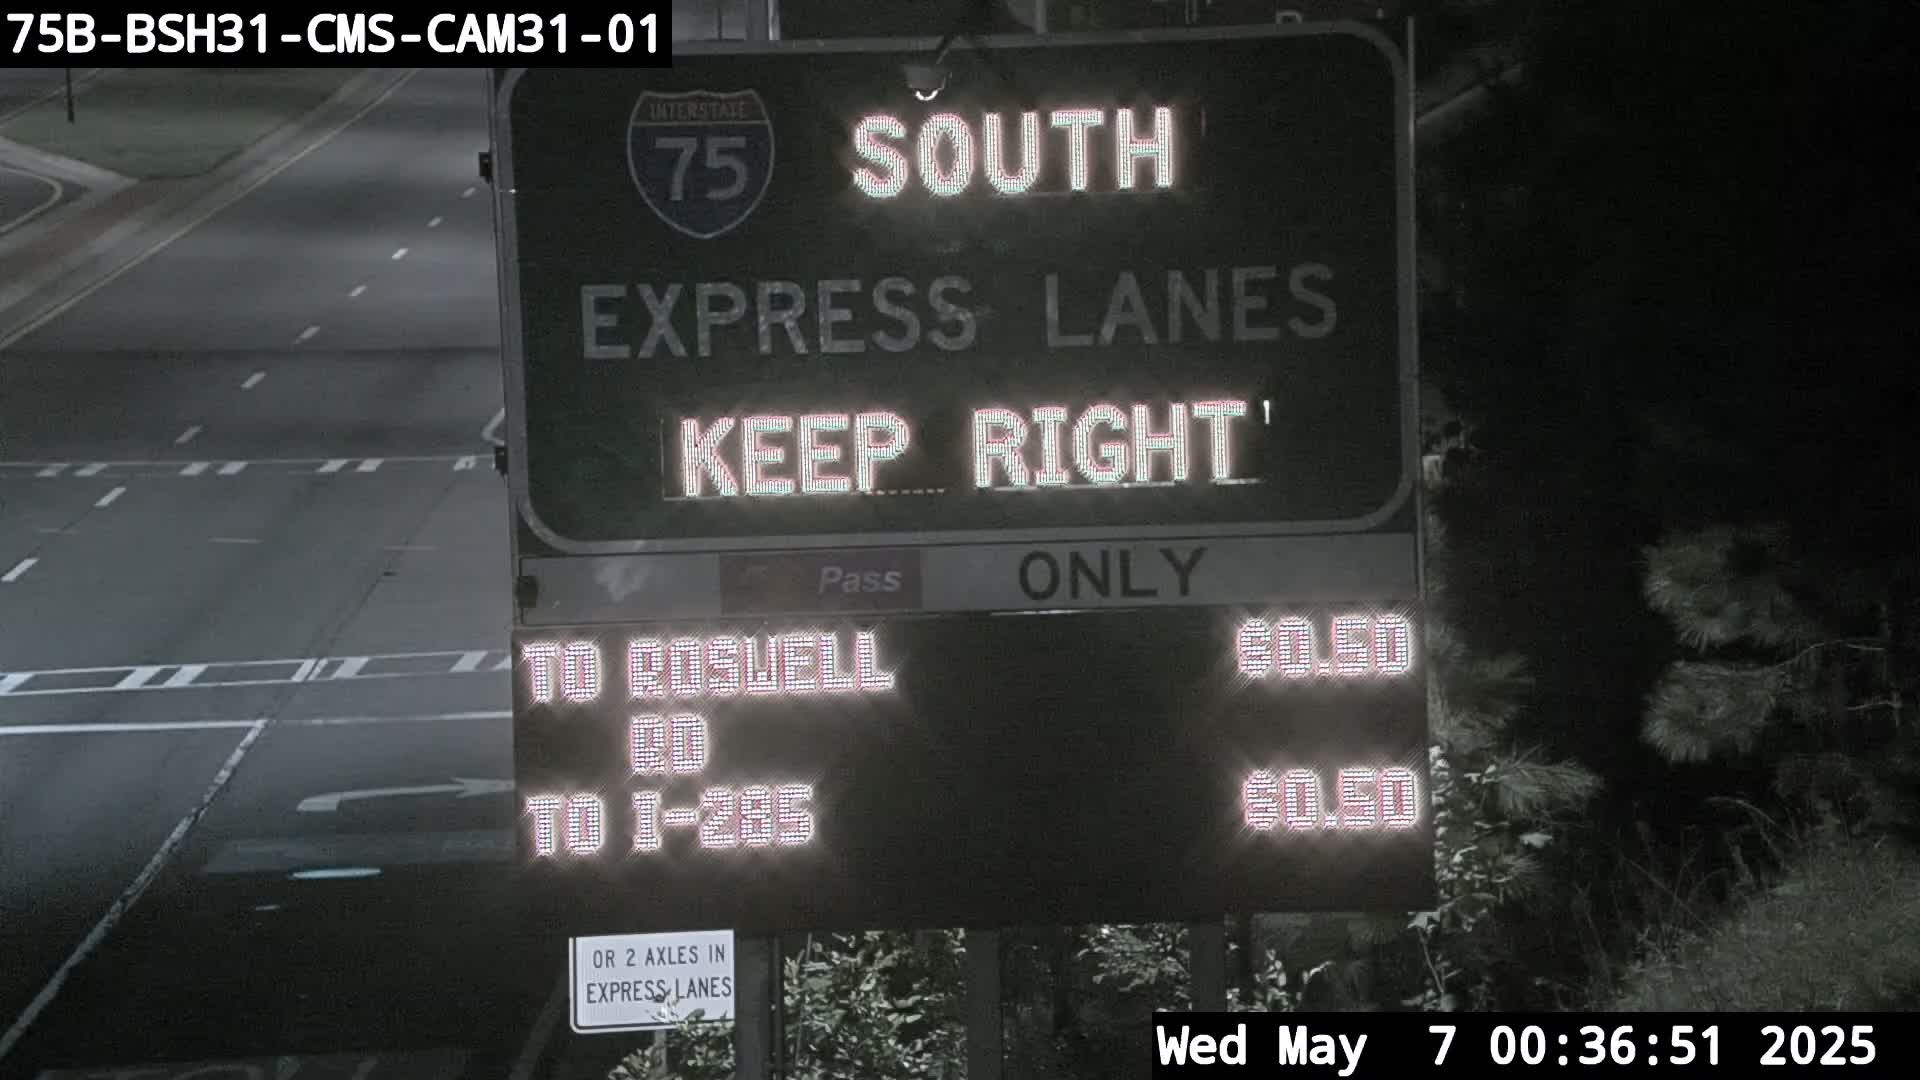 75B-BSH31-CMS-CAM31-01
INTERSTATE
75
SOUTH
EXPRESS LANES
KEEP RIGHT
Pass ONLY
TO ROSWELL $0.50
RD
TO I-285 $0.50
OR 2 AXLES IN
EXPRESS LANES
Wed May 7 00:36:51 2025